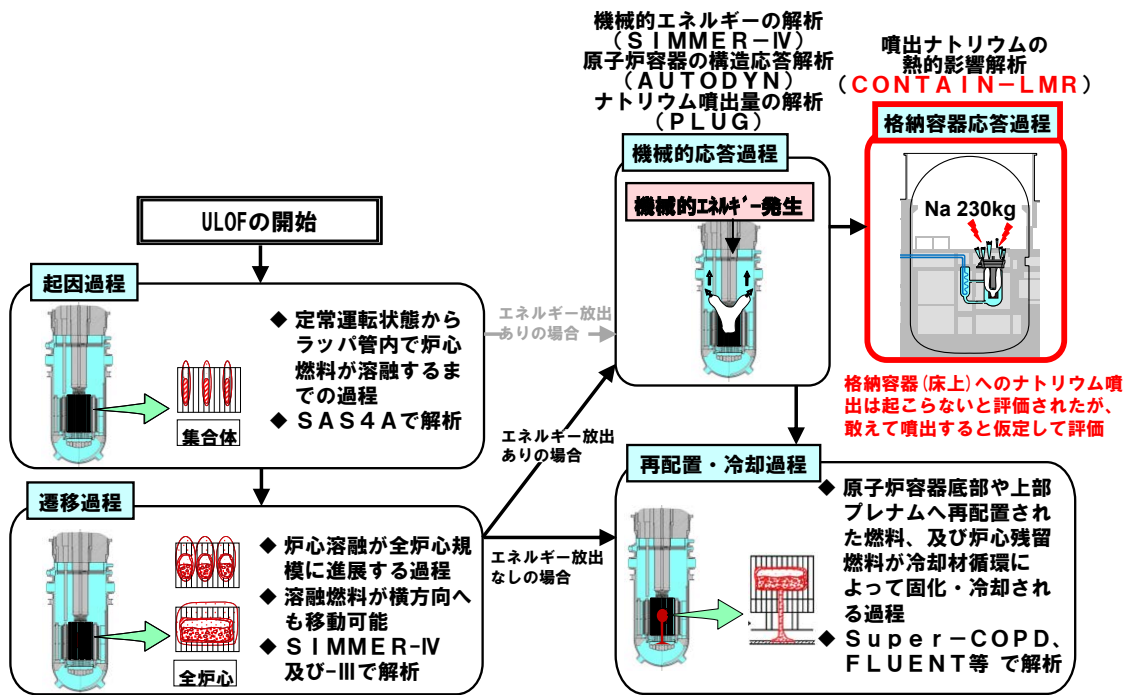 機械的エネルギーの解析
(SIMMER-Ⅳ)
原子炉容器の構造応答解析
(AUTODYN)
ナトリウム噴出量の解析
(PLUG)
噴出ナトリウムの
熱的影響解析
(CONTAIN-LMR)
機械的応答過程
格納容器応答過程
機械的ｴﾈﾙｷﾞｰ発生
Na 230kg
ULOFの開始
起因過程
◆ 定常運転状態から
ラッパ管内で炉心
燃料が溶融するま
での過程
◆ SAS4Aで解析
集合体
エネルギー放出
ありの場合
格納容器(床上)へのナトリウム噴
出は起こらないと評価されたが、
敢えて噴出すると仮定して評価
エネルギー放出
ありの場合
遷移過程
◆ 炉心溶融が全炉心規
模に進展する過程
◆ 溶融燃料が横方向へ
も移動可能
◆ SIMMER-Ⅳ
及び-Ⅲで解析
全炉心
エネルギー放出
なしの場合
再配置・冷却過程
◆ 原子炉容器底部や上部
プレナムへ再配置され
た燃料、及び炉心残留
燃料が冷却材循環に
よって固化・冷却され
る過程
◆ Super-COPD、
FLUENT等 で解析